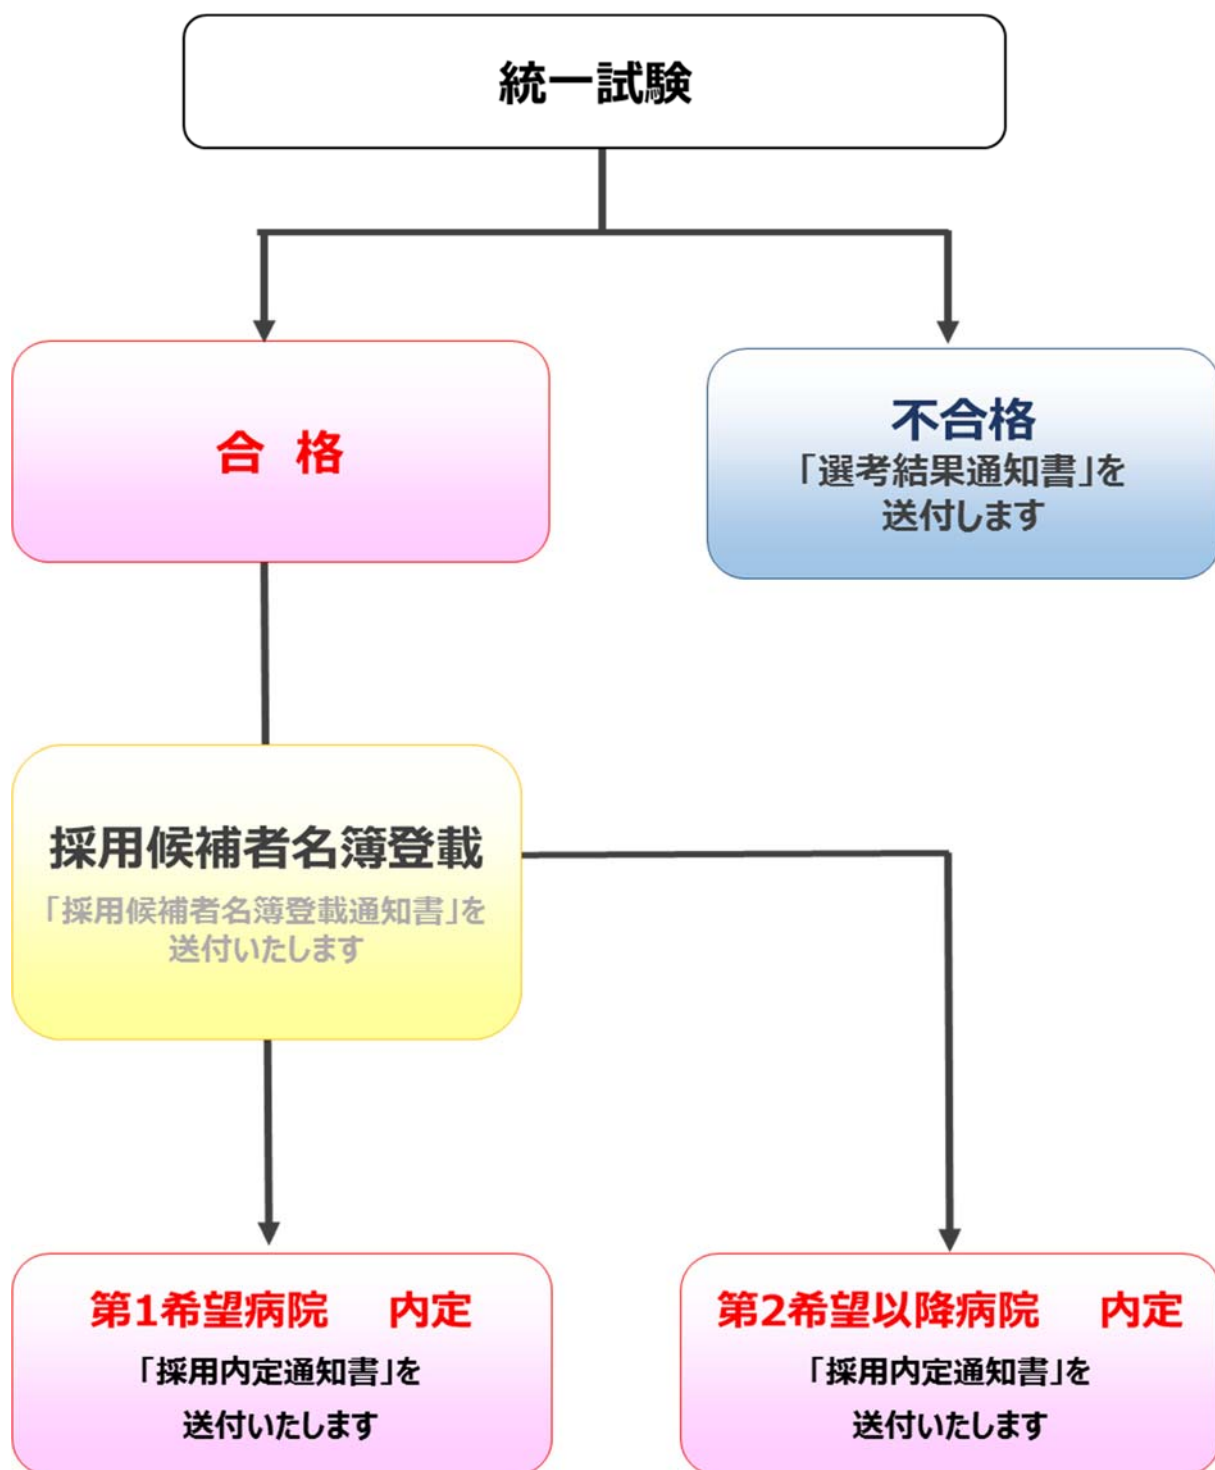 統一試験
合 格
不合格
「選考結果通知書」を
送付します
採用候補者名簿登載
「採用候補者名簿登載通知書」を
送付いたします
第1希望病院 内定
「採用内定通知書」を
送付いたします
第2希望以降病院 内定
「採用内定通知書」を
送付いたします